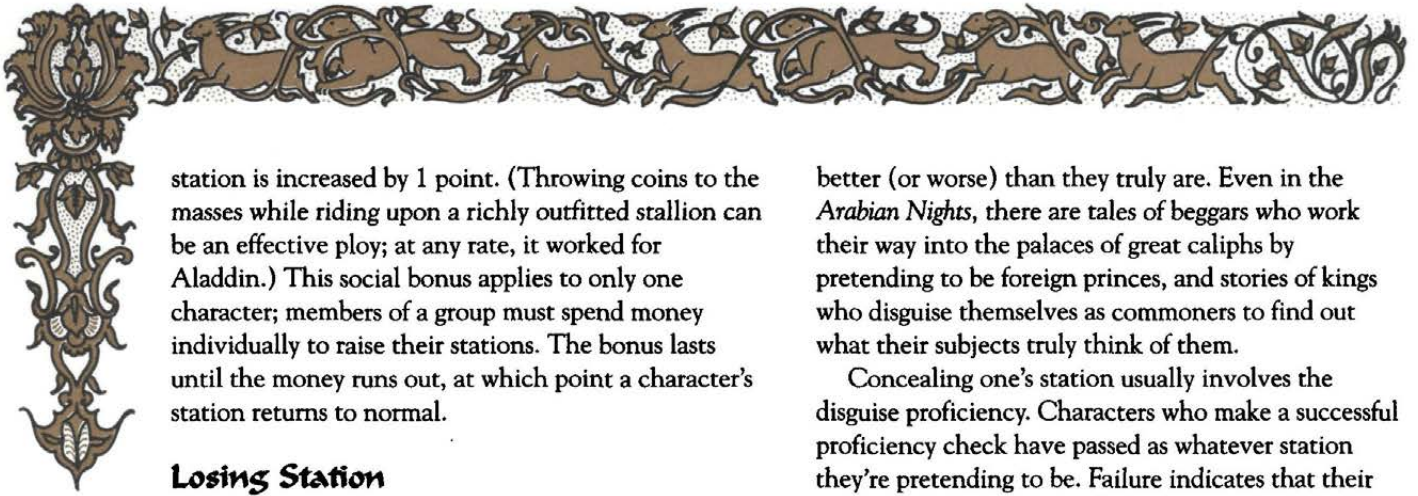 station is increased by 1 point. (Throwing coins to the
masses while riding upon a richly outfitted stallion can
be an effective ploy; at any rate, it worked for
Aladdin.) This social bonus applies to only one
character; members of a group must spend money
individually to raise their stations. The bonus lasts
until the money runs out, at which point a character's
station returns to normal.
Losing Station
better (or worse) than they truly are. Even in the
Arabian Nights, there are tales of beggars who work
their way into the palaces of great caliphs by
pretending to be foreign princes, and stories of kings
who disguise themselves as commoners to find out
what their subjects truly think of them.
Concealing one's station usually involves the
disguise proficiency. Characters who make a successful
proficiency check have passed as whatever station
they're pretending to be. Failure indicates that their